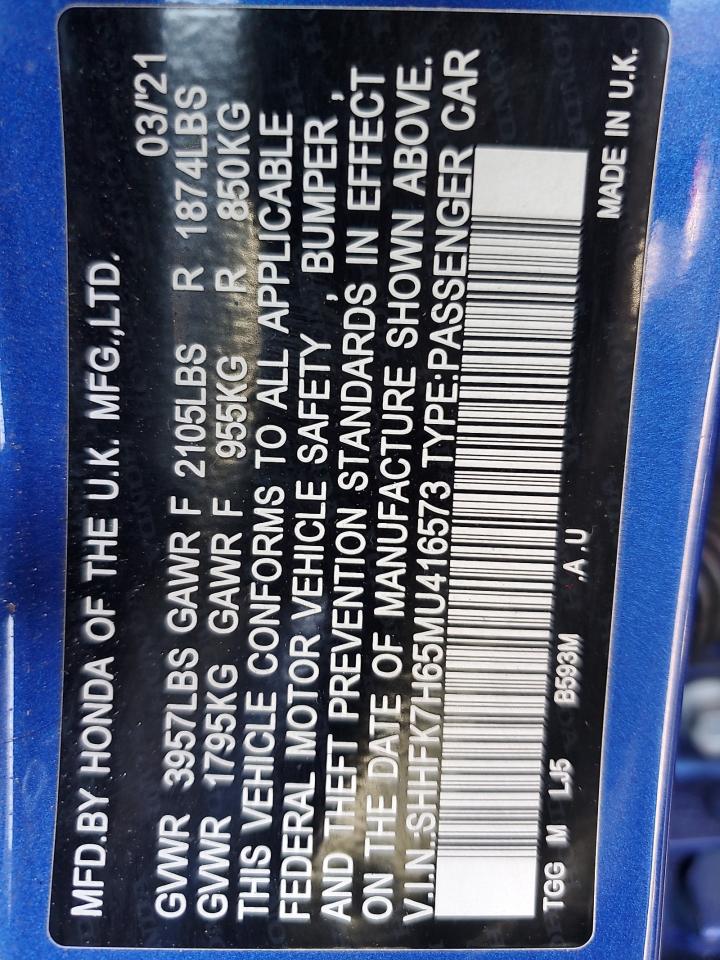 MFD.BY HONDA OF THE U.K. MFG.,LTD.
03/'21
GVWR 3957LBS GAWR F 2105LBS R 1874LBS
GVWR 1795KG GAWR F 955KG R 850KG
THIS VEHICLE CONFORMS TO ALL APPLICABLE
FEDERAL MOTOR VEHICLE SAFETY , BUMPER ,
AND THEFT PREVENTION STANDARDS IN EFFECT
ON THE DATE OF MANUFACTURE SHOWN ABOVE.
V.I.N.:SHHFK7H65MU416573 TYPE:PASSENGER CAR
TGG M LJ5 B593M .A.U
MADE IN U.K.